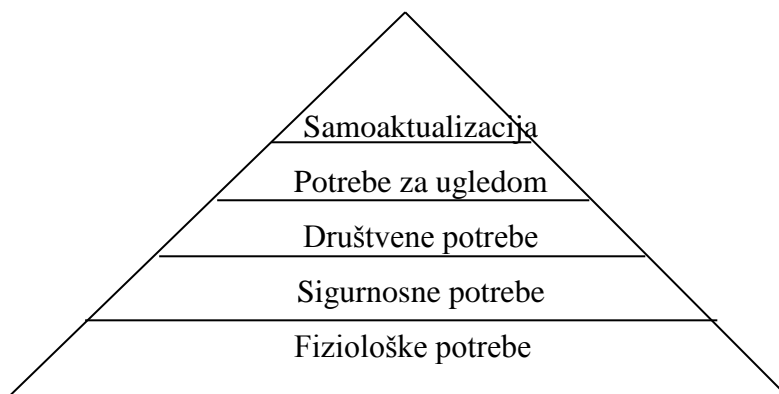 Samoaktualizacija
Potrebe za ugledom
Društvene potrebe
Sigurnosne potrebe
Fiziološke potrebe